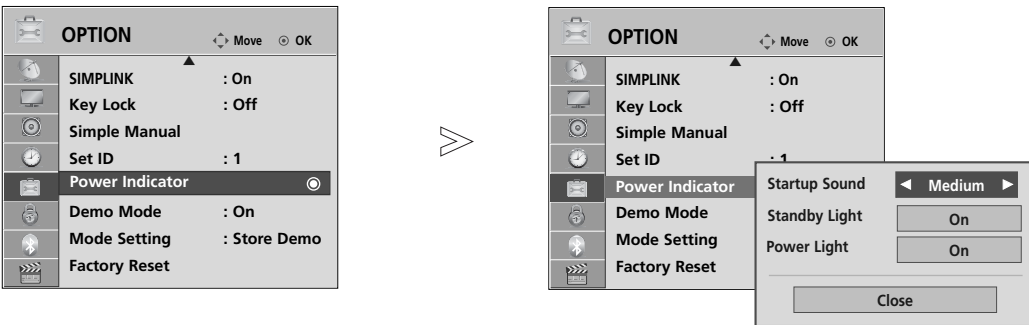 OPTION Move OK
SIMPLINK : On
Key Lock : Off
Simple Manual
Set ID : 1
Power Indicator
Demo Mode : On
Mode Setting : Store Demo
Factory Reset
OPTION Move OK
SIMPLINK : On
Key Lock : Off
Simple Manual
Set ID : 1
Power Indicator
Demo Mode
Mode Setting
Factory Reset
Startup Sound ◀ Medium ▶
Standby Light On
Power Light On
Close